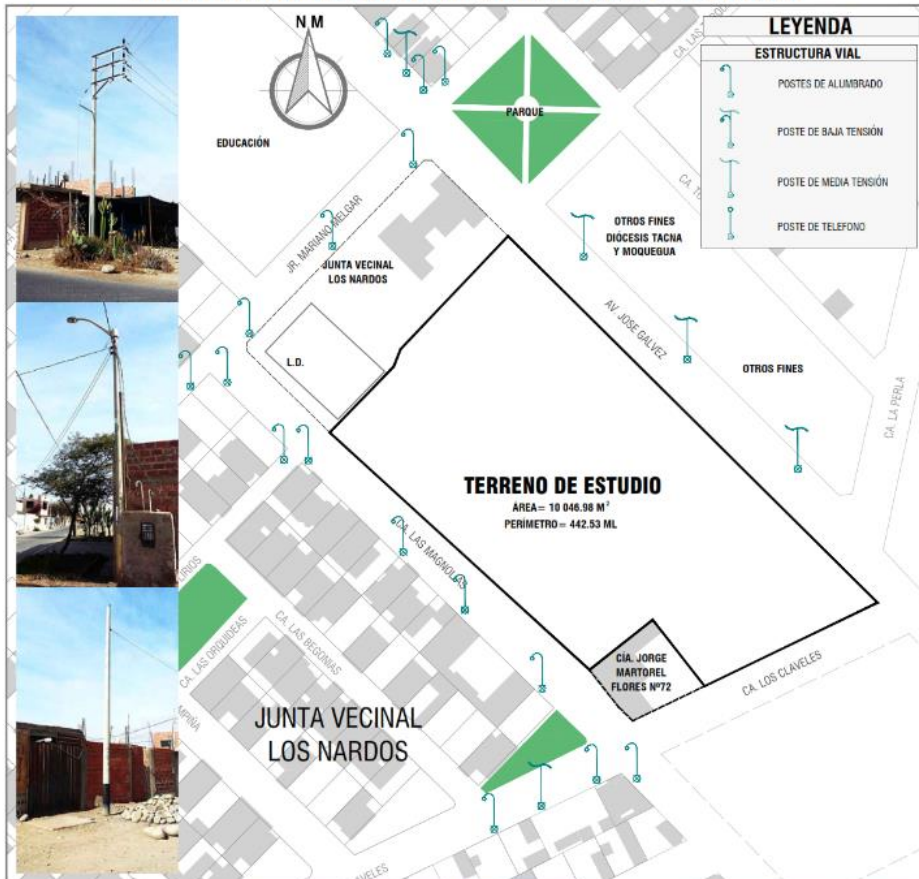 N M
LEYENDA
ESTRUCTURA VIAL
POSTES DE ALUMBRADO
POSTE DE BAJA TENSIÓN
POSTE DE MEDIA TENSIÓN
POSTE DE TELEFONO
PARQUE
EDUCACIÓN
OTROS FINES
DIÓCESIS TACNA
Y MOQUEGUA
JR. MARIANO MELGAR
JUNTA VECINAL
LOS NARDOS
AV. JOSE GALVEZ
L.D.
OTROS FINES
CA. LA PERLA
TERRENO DE ESTUDIO
ÁREA= 10 046.98 M²
PERÍMETRO= 442.53 ML
CA. LAS MAGNOLIAS
CA. LAS ORQUIDEAS
CA. LAS BEGONIAS
CIA. JORGE
MARTOREL
FLORES Nº72
CA. LOS CLAVELES
JUNTA VECINAL
LOS NARDOS